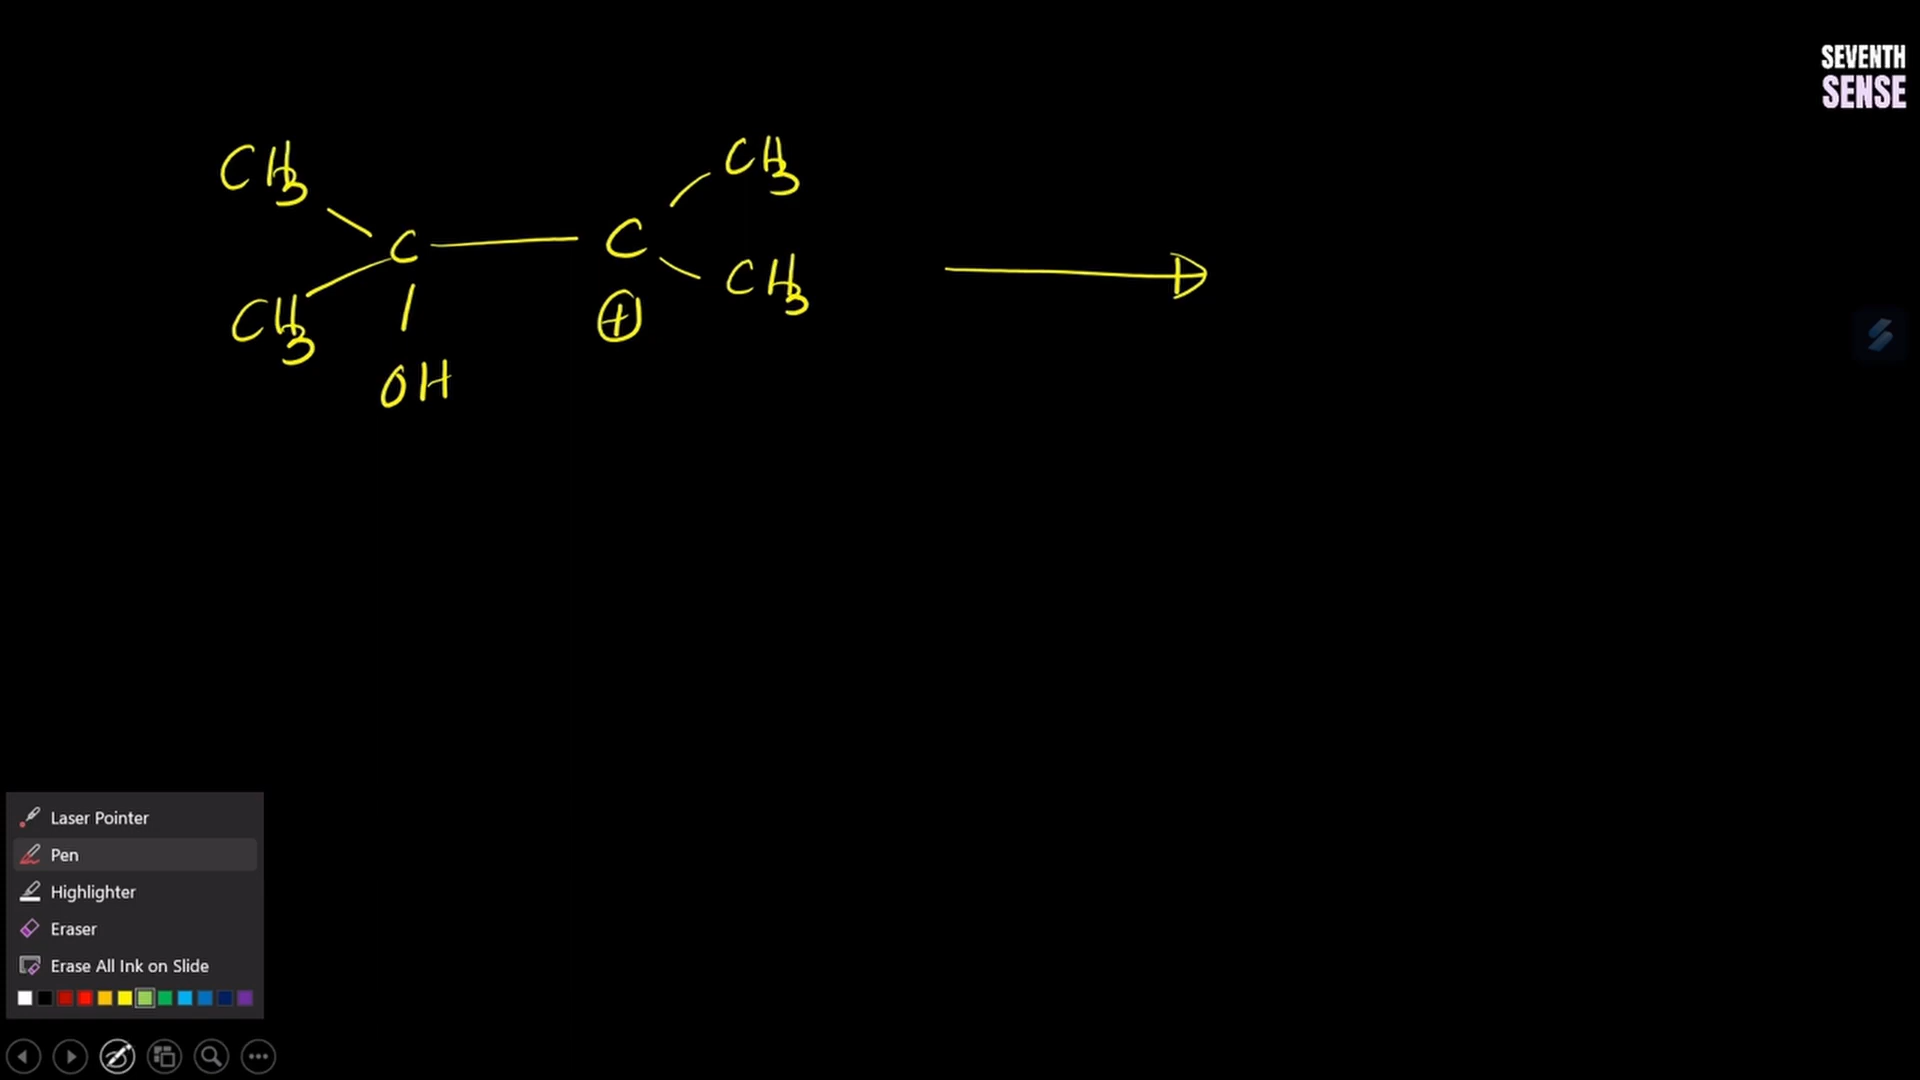 SEVENTH
SENSE
CH3 CH3
C C
CH3 ⊕ CH3
OH
Laser Pointer
Pen
Highlighter
Eraser
Erase All Ink on Slide